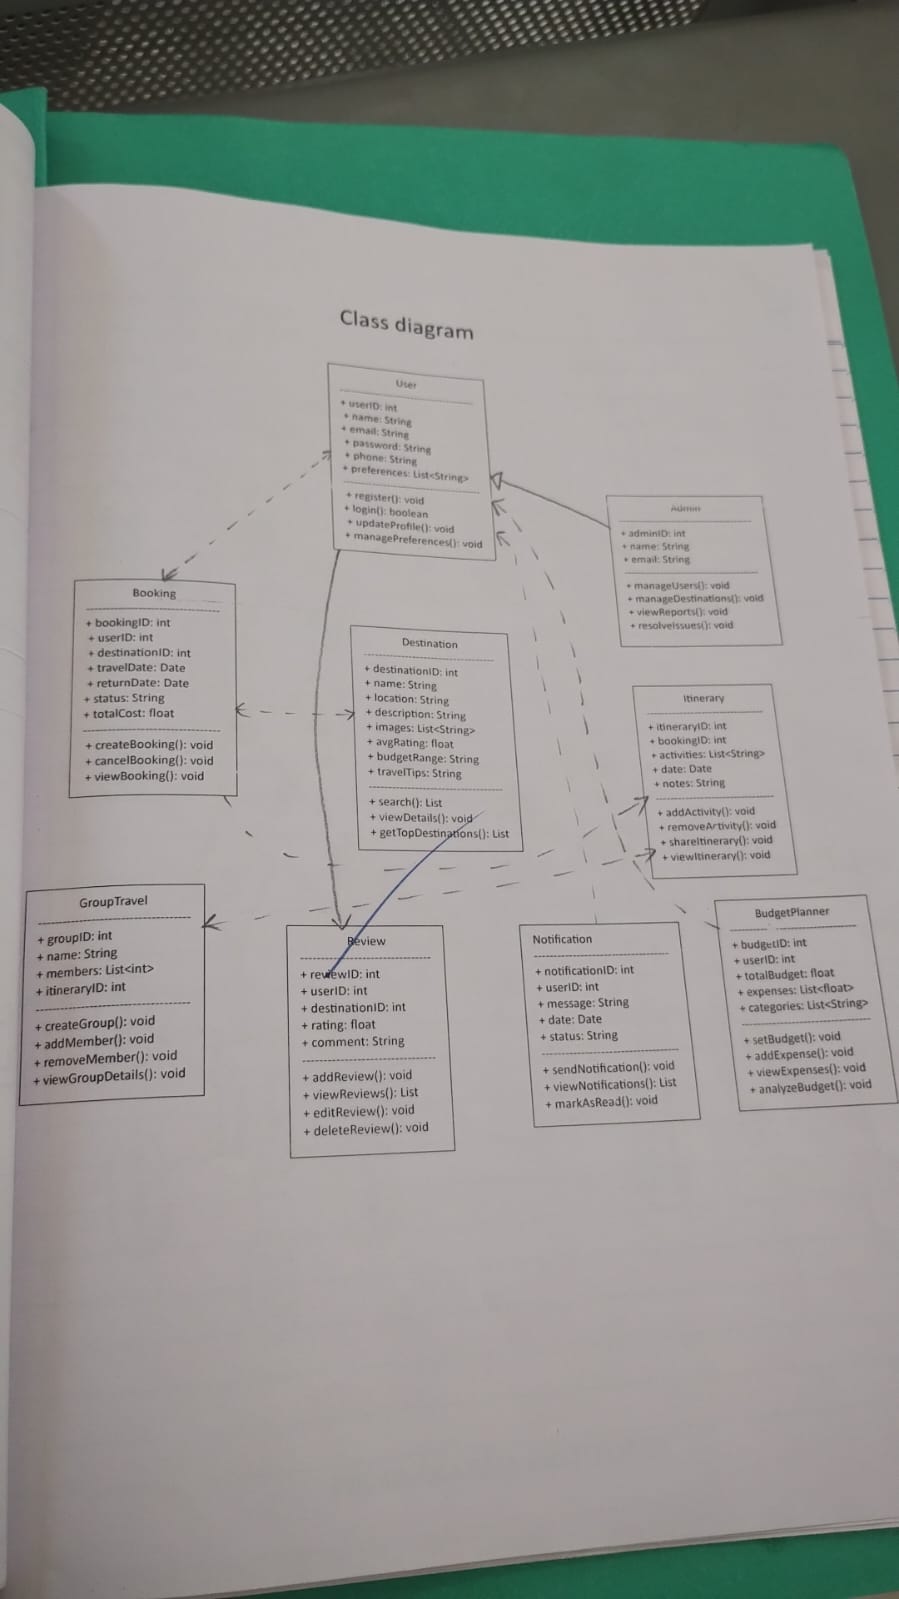 Class diagram
User
+ userID: int
+ name: String
+ email: String
+ password: String
+ phone: String
+ preferences: List<String>
+ register(): void
+ login(): boolean
+ updateProfile(): void
+ managePreferences(): void
Admin
+ adminID: int
+ name: String
+ email: String
+ manageUsers(): void
+ manageDestinations(): void
+ viewReports(): void
+ resolveIssues(): void
Booking
+ bookingID: int
+ userID: int
+ destinationID: int
+ travelDate: Date
+ returnDate: Date
+ status: String
+ totalCost: float
+ createBooking(): void
+ cancelBooking(): void
+ viewBooking(): void
Destination
+ destinationID: int
+ name: String
+ location: String
+ description: String
+ images: List<String>
+ avgRating: float
+ budgetRange: String
+ travelTips: String
+ search(): List
+ viewDetails(): void
+ getTopDestinations(): List
Itinerary
+ itineraryID: int
+ bookingID: int
+ activities: List<String>
+ date: Date
+ notes: String
+ addActivity(): void
+ removeArtivity(): void
+ shareItinerary(): void
+ viewItinerary(): void
GroupTravel
+ groupID: int
+ name: String
+ members: List<int>
+ itineraryID: int
+ createGroup(): void
+ addMember(): void
+ removeMember(): void
+ viewGroupDetails(): void
Review
+ reviewID: int
+ userID: int
+ destinationID: int
+ rating: float
+ comment: String
+ addReview(): void
+ viewReviews(): List
+ editReview(): void
+ deleteReview(): void
Notification
+ notificationID: int
+ userID: int
+ message: String
+ date: Date
+ status: String
+ sendNotification(): void
+ viewNotifications(): List
+ markAsRead(): void
BudgetPlanner
+ budgetID: int
+ userID: int
+ totalBudget: float
+ expenses: List<float>
+ categories: List<String>
+ setBudget(): void
+ addExpense(): void
+ viewExpenses(): void
+ analyzeBudget(): void